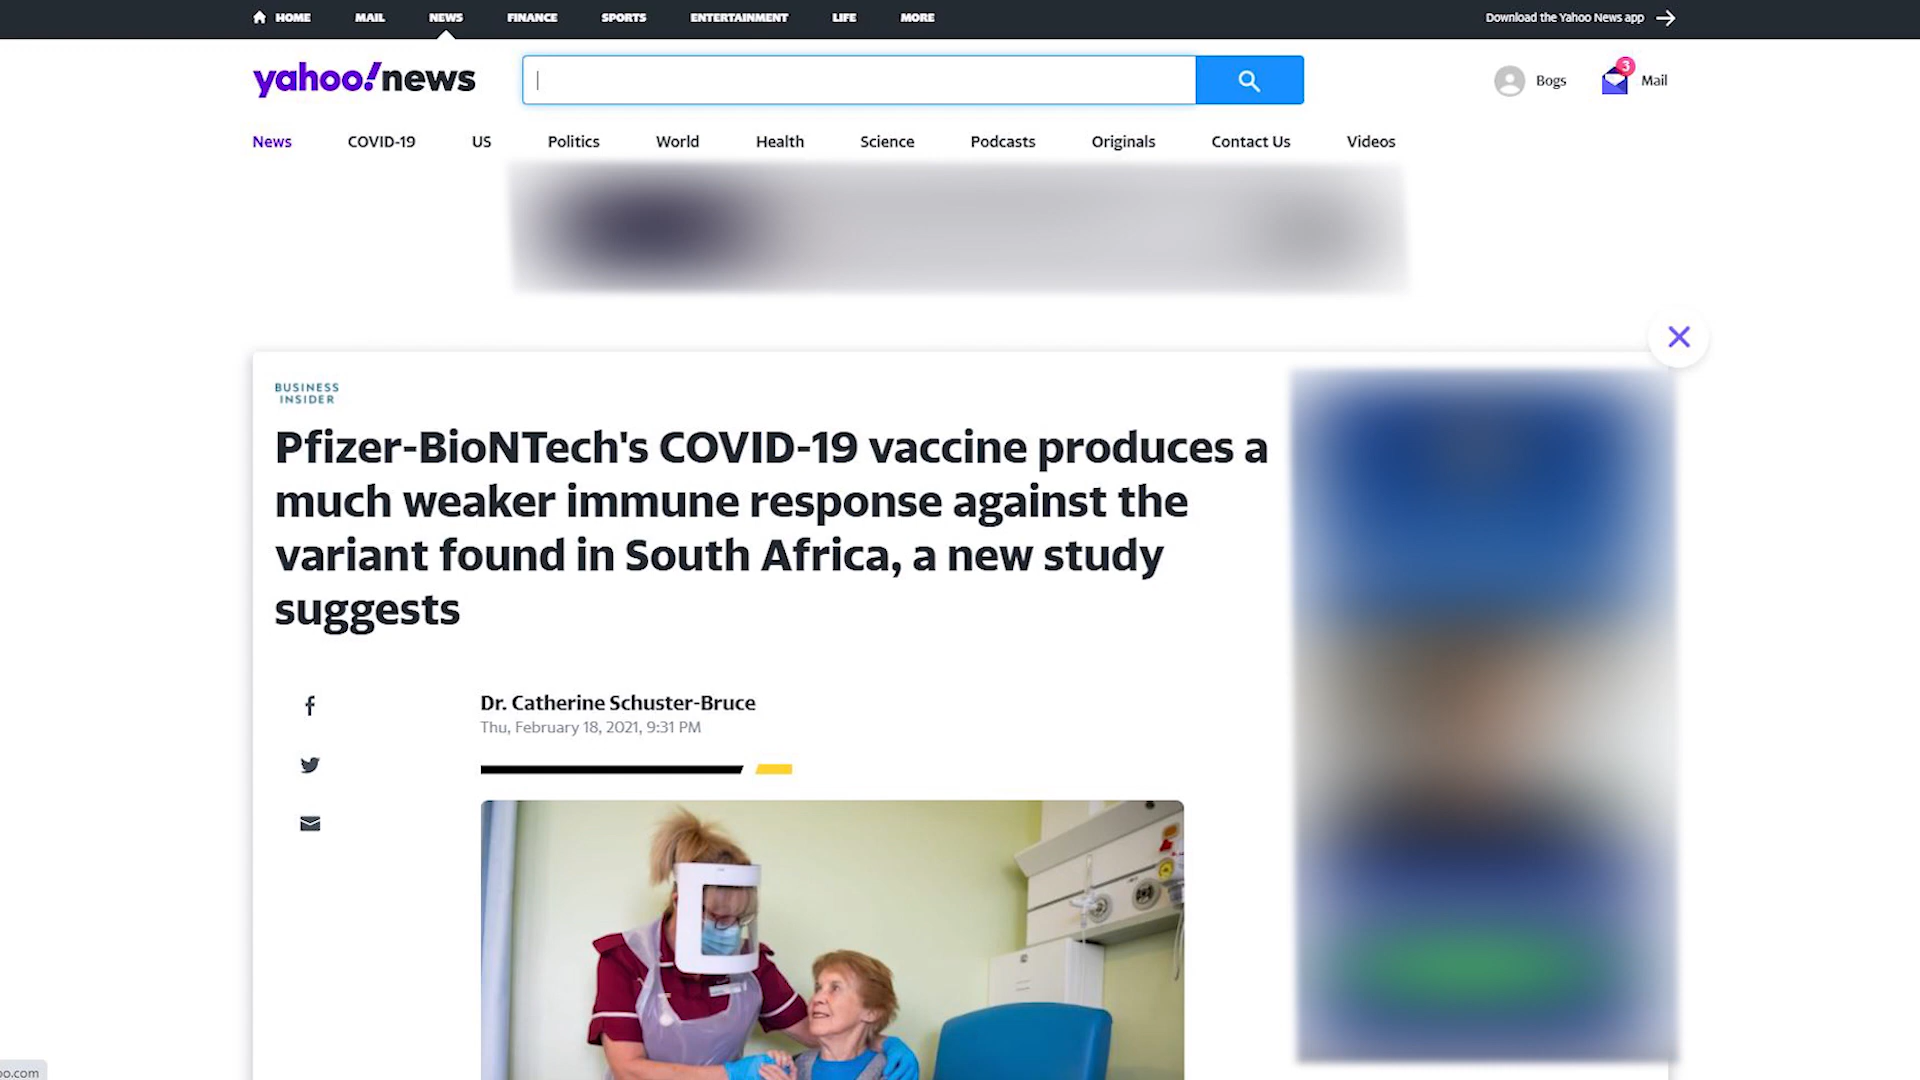 HOME MAIL NEWS FINANCE SPORTS ENTERTAINMENT LIFE MORE Download the Yahoo News app
yahoo!news
Bogs
3
Mail
News COVID-19 US Politics World Health Science Podcasts Originals Contact Us Videos
BUSINESS
INSIDER
Pfizer-BioNTech's COVID-19 vaccine produces a
much weaker immune response against the
variant found in South Africa, a new study
suggests
Dr. Catherine Schuster-Bruce
Thu, February 18, 2021, 9:31 PM
oo.com